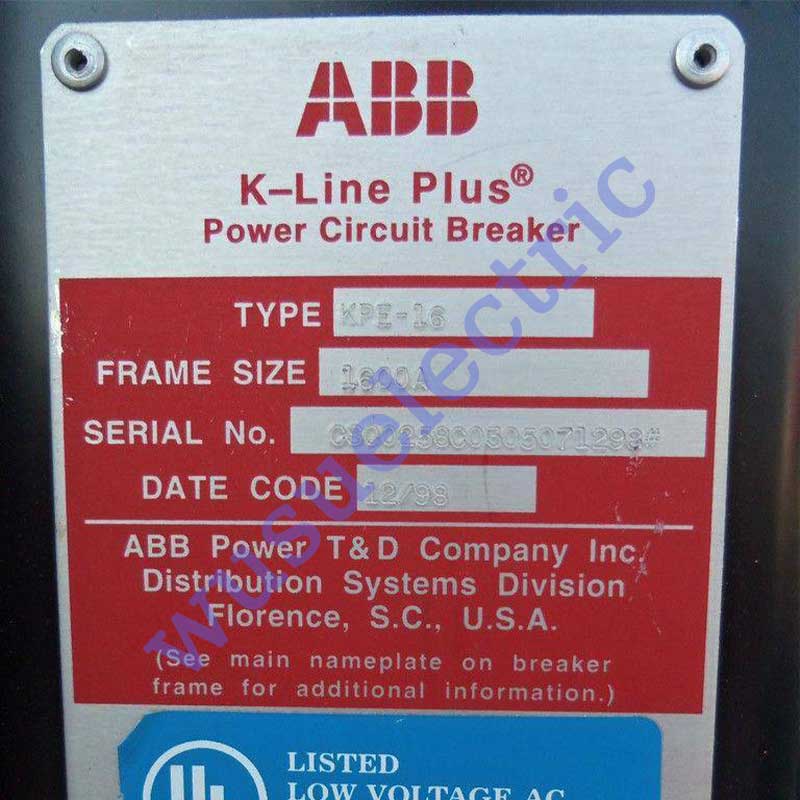 ABB
K–Line Plus®
Power Circuit Breaker
TYPE KPE-16
FRAME SIZE 1600A
SERIAL No.
DATE CODE 12/98
ABB Power T&D Company Inc.
Distribution Systems Division
Florence, S.C., U.S.A.
(See main nameplate on breaker
frame for additional information.)
UL LISTED
LOW VOLTAGE AC
wusuelectric